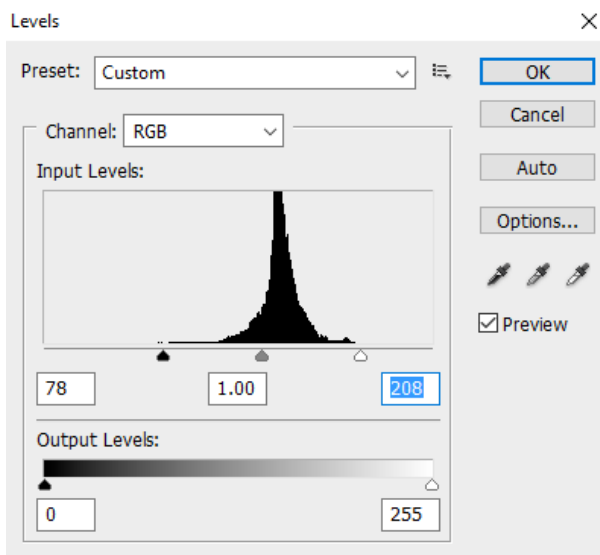 Levels
Preset: Custom
OK
Channel: RGB
Cancel
Input Levels:
Auto
Options...
Preview
78 1.00 208
Output Levels:
0 255